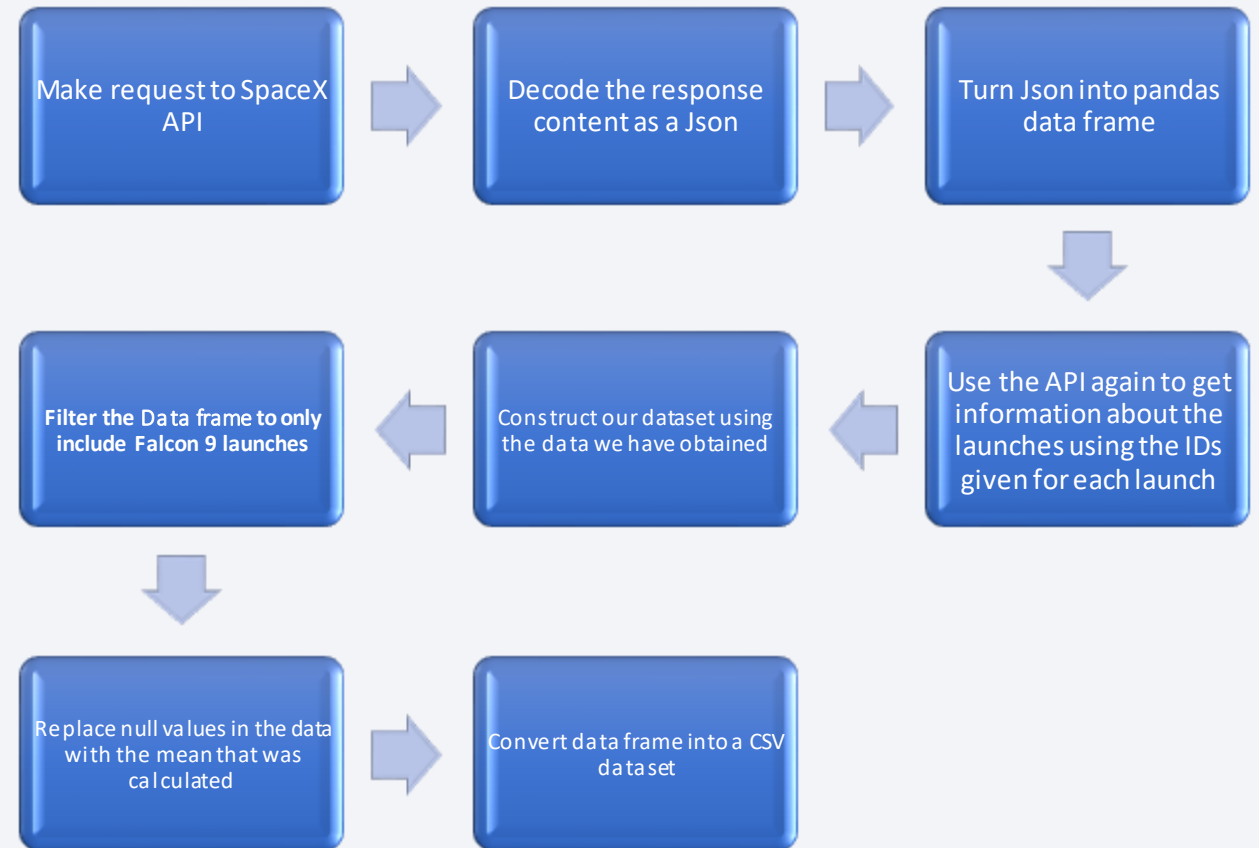 Make request to SpaceX
API
Decode the response
content as a Json
Turn Json into pandas
data frame
Use the API again to get
information about the
launches using the IDs
given for each launch
Construct our dataset using
the data we have obtained
Filter the Data frame to only
include Falcon 9 launches
Replace null values in the data
with the mean that was
calculated
Convert data frame into a CSV
dataset